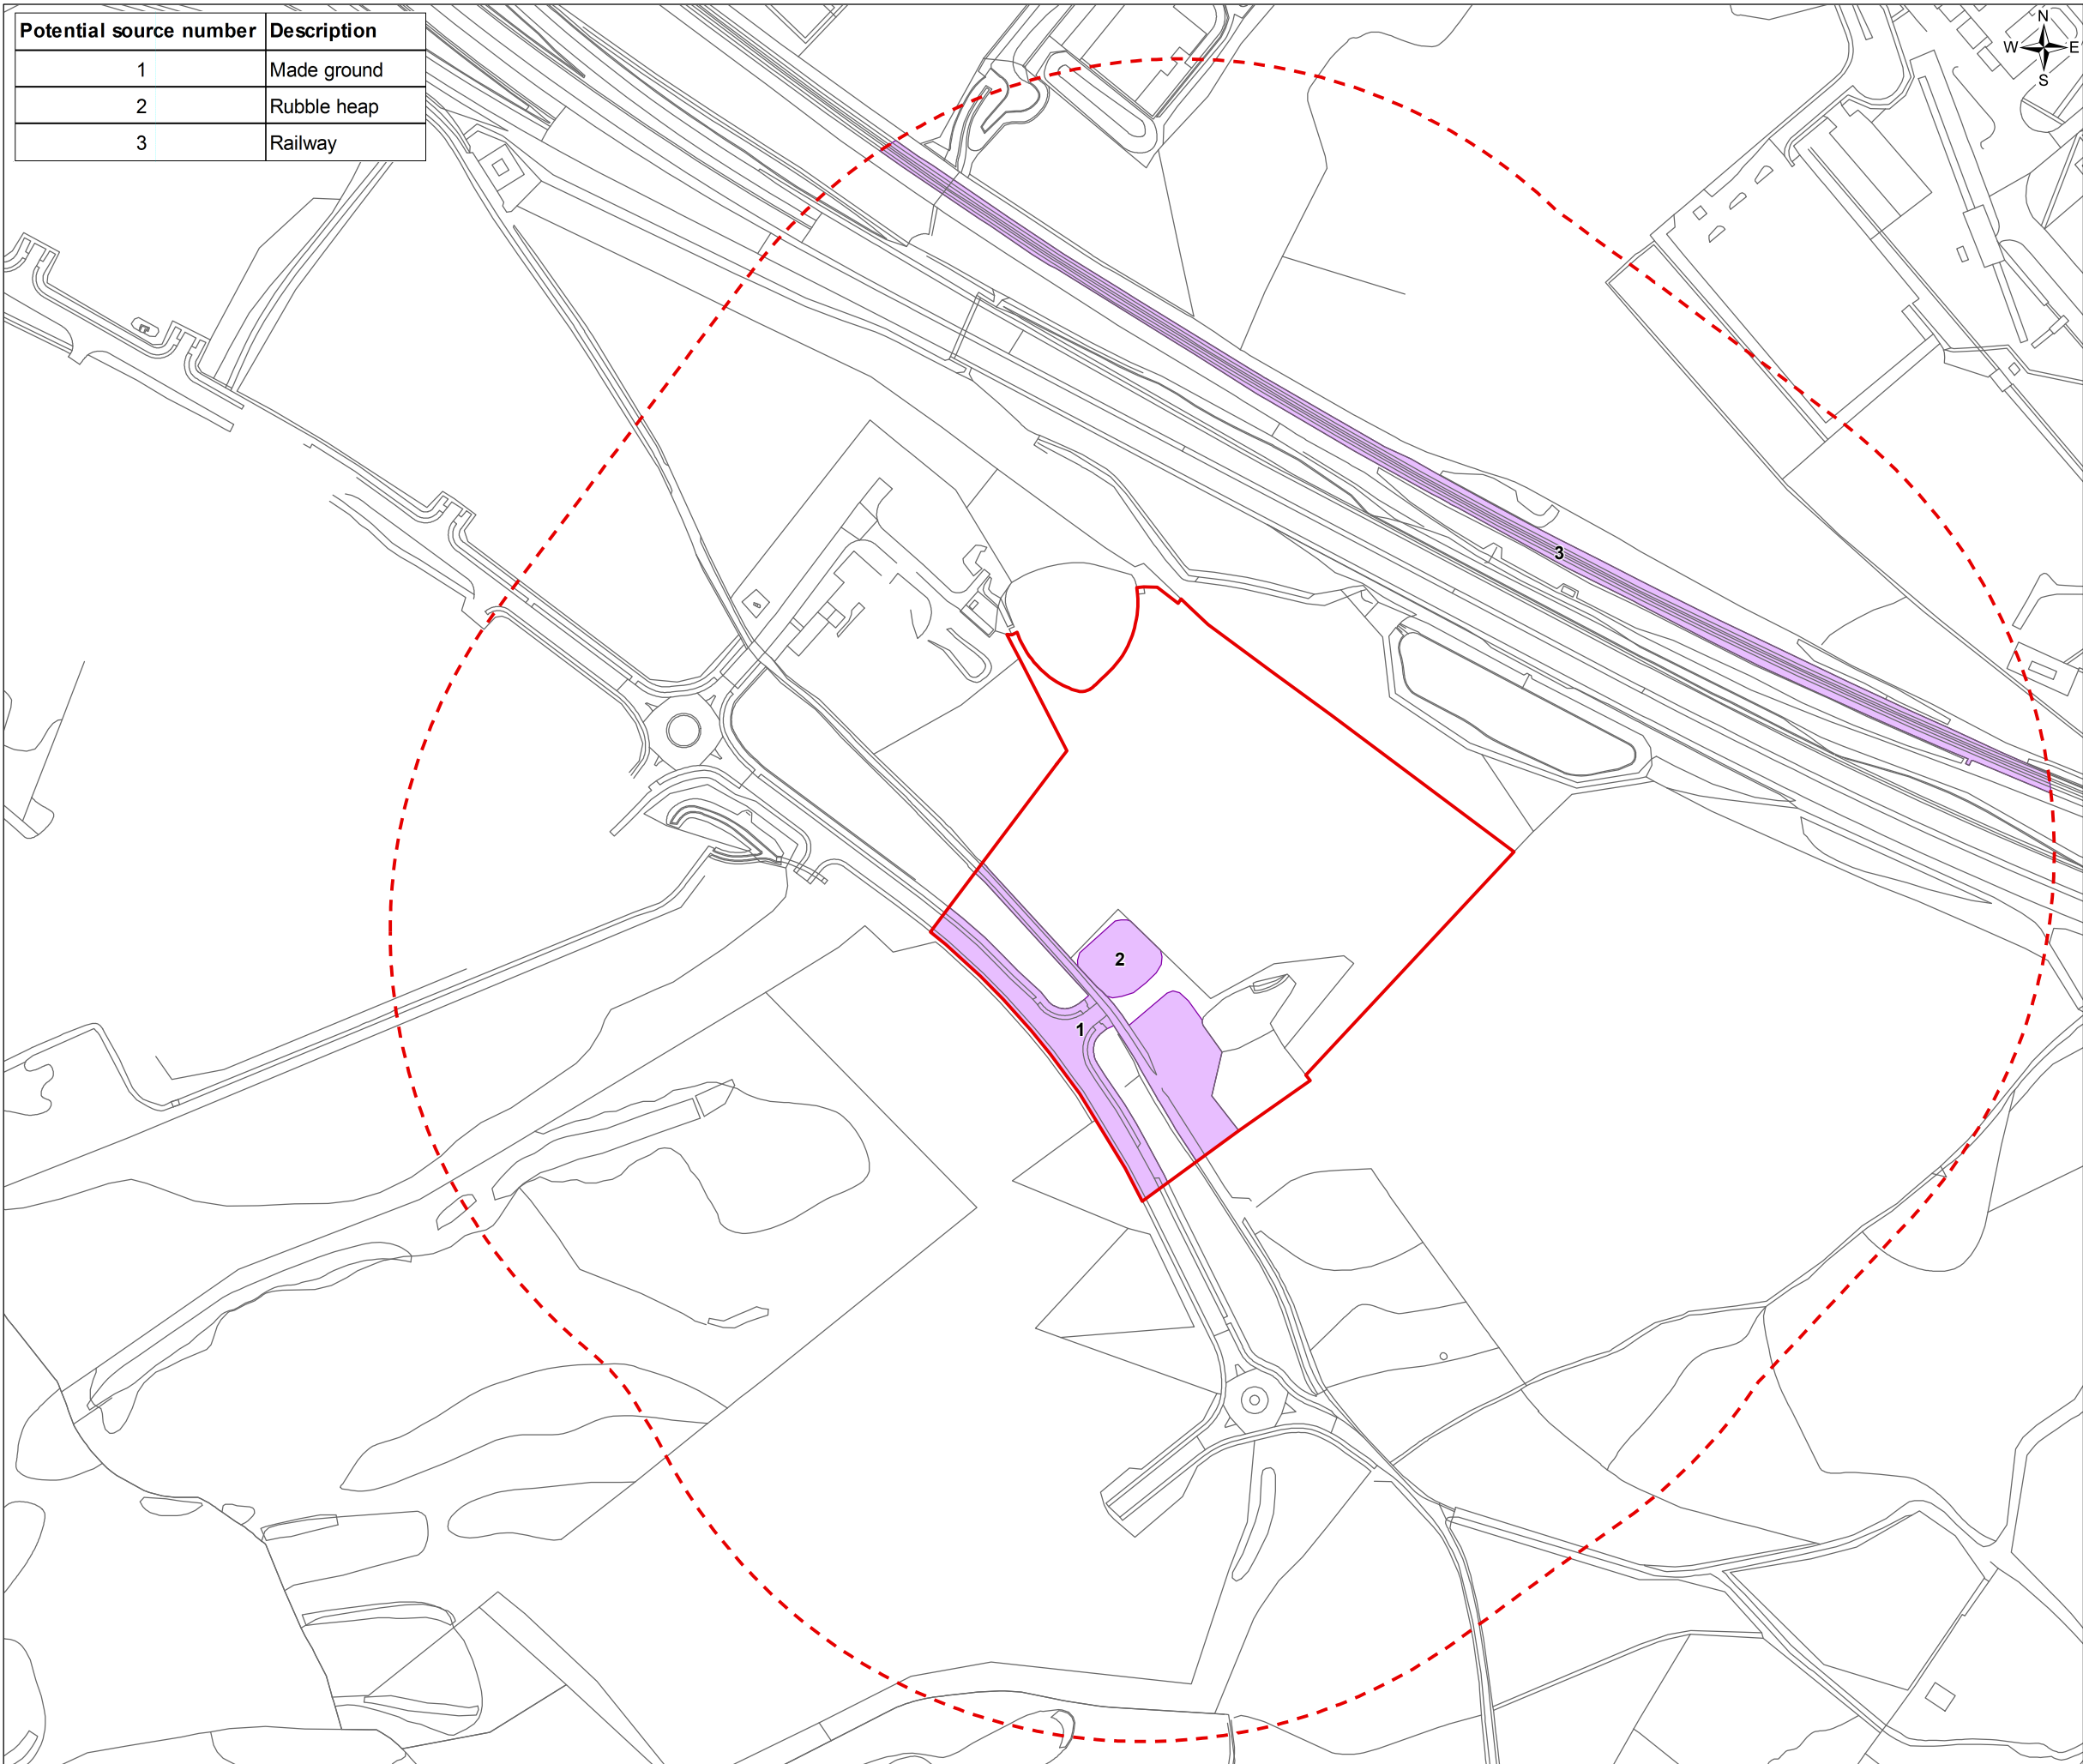 Potential source number Description
1 Made ground
2 Rubble heap
3 Railway
N
W E
S
3
2
1